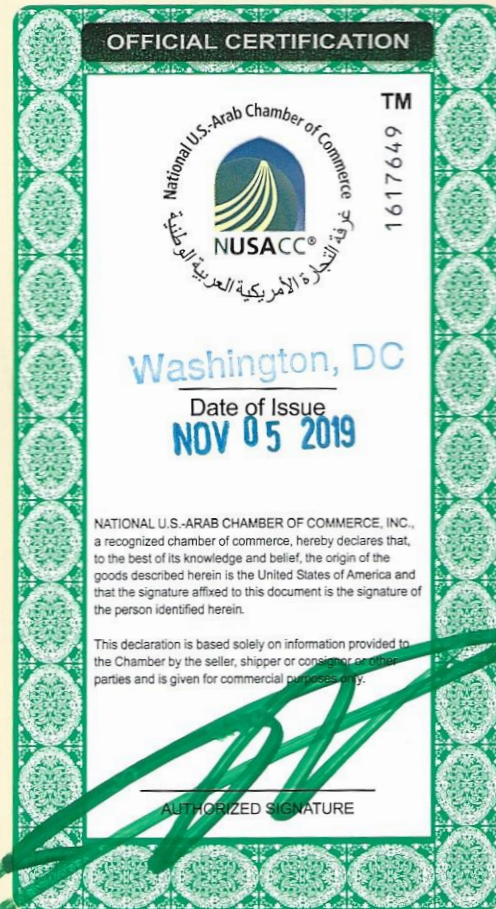 OFFICIAL CERTIFICATION
TM
1617649
National U.S.-Arab Chamber of Commerce
NUSACC®
غرفة التجارة الأمريكية العربية الوطنية
Washington, DC
Date of Issue
NOV 05 2019
NATIONAL U.S.-ARAB CHAMBER OF COMMERCE, INC.,
a recognized chamber of commerce, hereby declares that,
to the best of its knowledge and belief, the origin of the
goods described herein is the United States of America and
that the signature affixed to this document is the signature of
the person identified herein.
This declaration is based solely on information provided to
the Chamber by the seller, shipper or consignor or other
parties and is given for commercial purposes only.
AUTHORIZED SIGNATURE